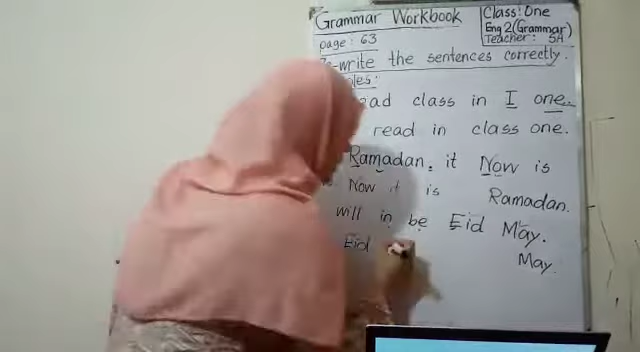 Grammar Workbook
Class: One
Eng 2 (Grammar)
Teacher: SA
page: 63
Re-write the sentences correctly.
class in I one.
read in class one.
Ramadan, it Now is
Now it is Ramadan.
will in be Eid May.
Eid May.